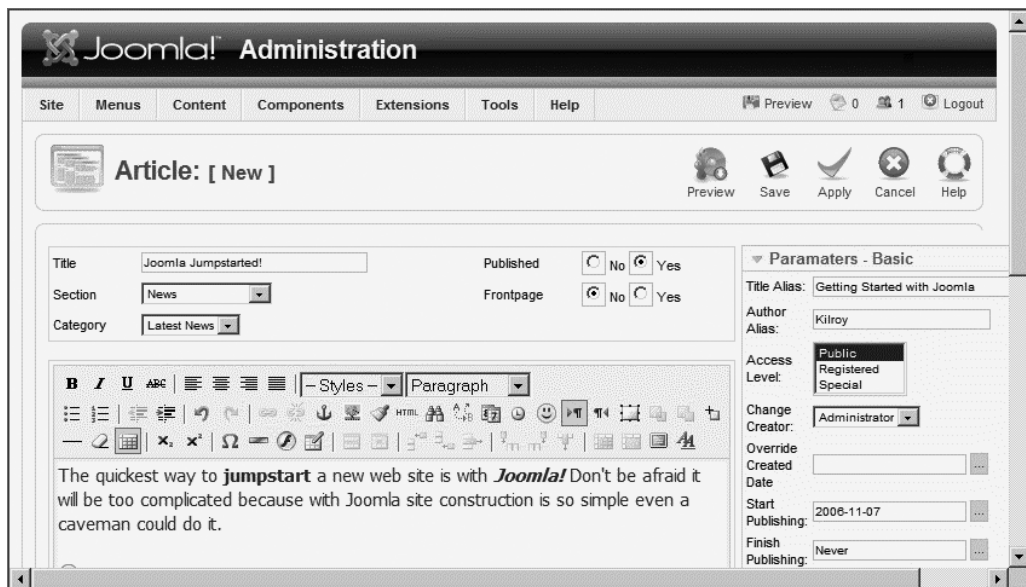 Joomla!™ Administration
Site Menus Content Components Extensions Tools Help Preview 0 1 Logout
Article: [ New ]
Preview Save Apply Cancel Help
Title Joomla Jumpstarted! Published No Yes
Section News Frontpage No Yes
Category Latest News
Paramaters - Basic
Title Alias: Getting Started with Joomla
Author Alias: Kilroy
Access Level: Public
Registered
Special
Change Creator: Administrator
Override Created Date ...
Start Publishing: 2006-11-07 ...
Finish Publishing: Never ...
B I U ABC – Styles – Paragraph
HTML
The quickest way to jumpstart a new web site is with Joomla! Don't be afraid it
will be too complicated because with Joomla site construction is so simple even a
caveman could do it.